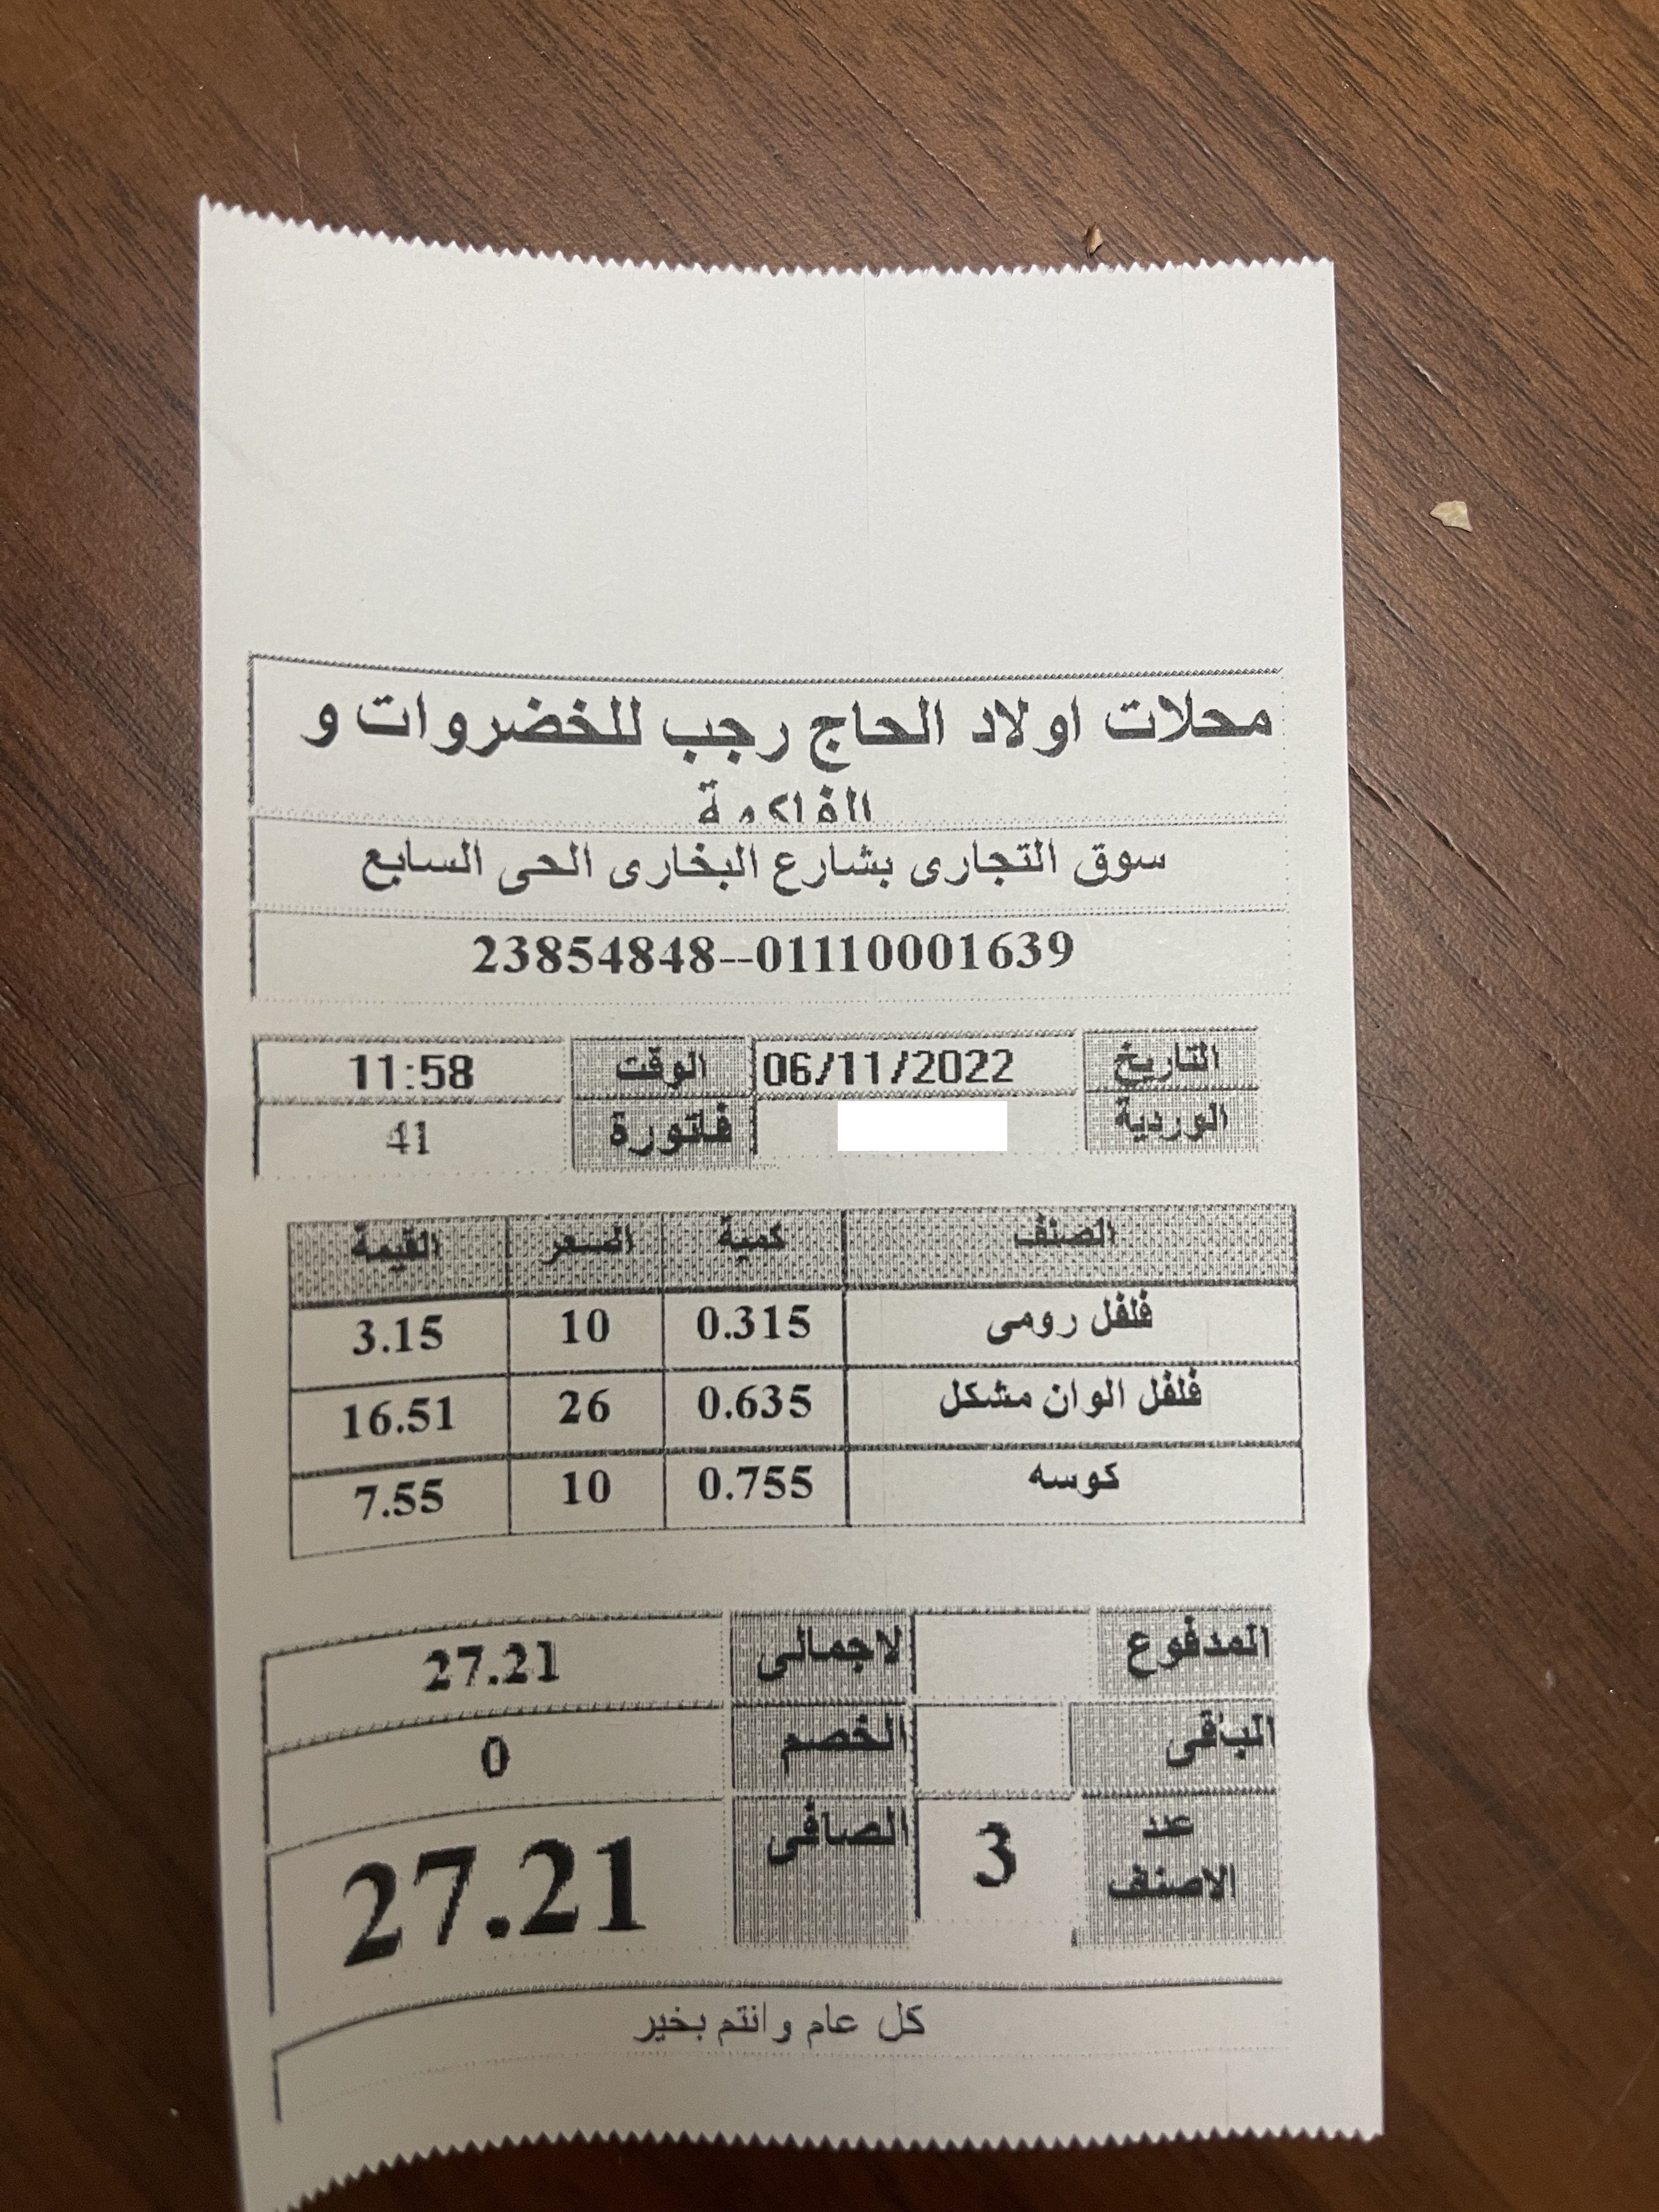 محلات اولاد الحاج رجب للخضروات و
الفاكهة
سوق التجارى بشارع البخارى الحى السابع
23854848--01110001639
التاريخ 06/11/2022 الوقت 11:58
الوردية فاتورة 41
الصنف كمية السعر القيمة
فلفل رومى 0.315 10 3.15
فلفل الوان مشكل 0.635 26 16.51
كوسه 0.755 10 7.55
المدفوع لاجمالى 27.21
الباقى الخصم 0
عدد
الاصنف 3 الصافى 27.21
كل عام وانتم بخير